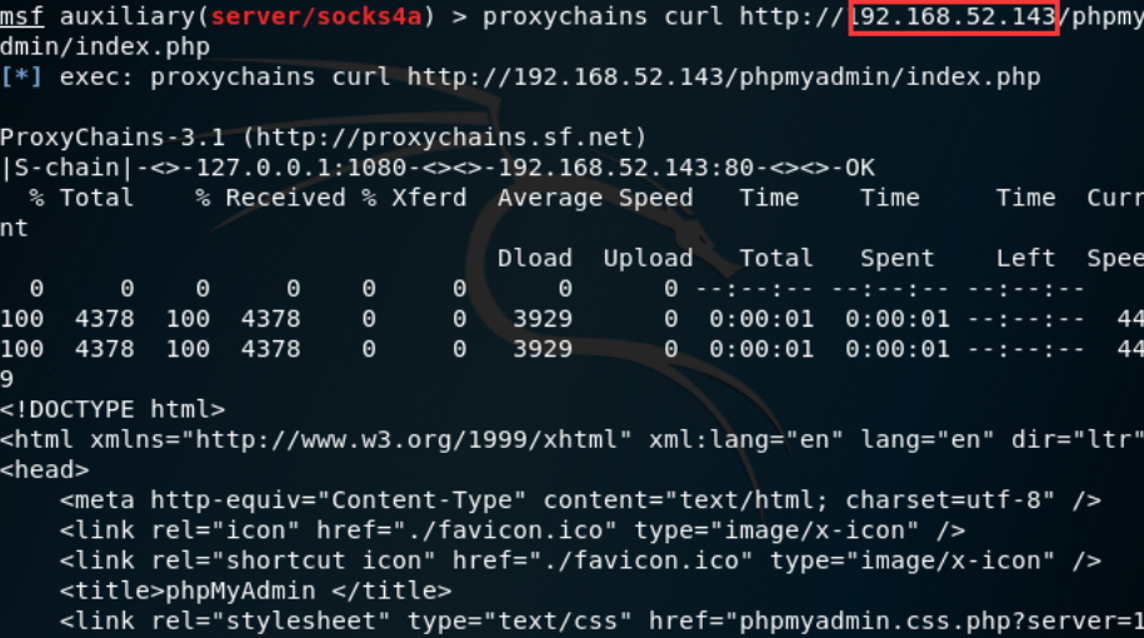 msf auxiliary(server/socks4a) > proxychains curl http://192.168.52.143/phpmy
dmin/index.php
[*] exec: proxychains curl http://192.168.52.143/phpmyadmin/index.php
ProxyChains-3.1 (http://proxychains.sf.net)
|S-chain|-<>-127.0.0.1:1080-<><>-192.168.52.143:80-<><>-OK
% Total % Received % Xferd Average Speed Time Time Time Curr
nt
Dload Upload Total Spent Left Spee
0 0 0 0 0 0 0 0 --:--:-- --:--:-- --:--:--
100 4378 100 4378 0 0 3929 0 0:00:01 0:00:01 --:--:-- 44
100 4378 100 4378 0 0 3929 0 0:00:01 0:00:01 --:--:-- 44
9
<!DOCTYPE html>
<html xmlns="http://www.w3.org/1999/xhtml" xml:lang="en" lang="en" dir="ltr"
<head>
<meta http-equiv="Content-Type" content="text/html; charset=utf-8" />
<link rel="icon" href="./favicon.ico" type="image/x-icon" />
<link rel="shortcut icon" href="./favicon.ico" type="image/x-icon" />
<title>phpMyAdmin </title>
<link rel="stylesheet" type="text/css" href="phpmyadmin.css.php?server=1